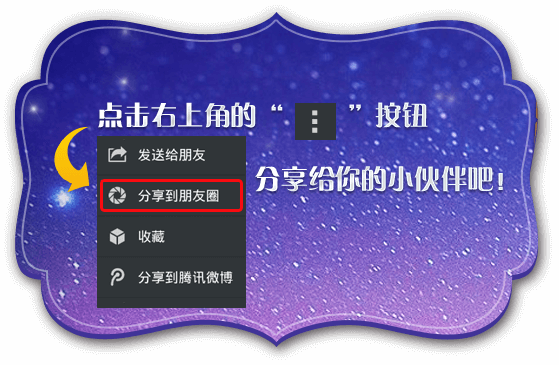 点击右上角的“ ”按钮
发送给朋友
分享到朋友圈
分享给你的小伙伴吧!
收藏
分享到腾讯微博